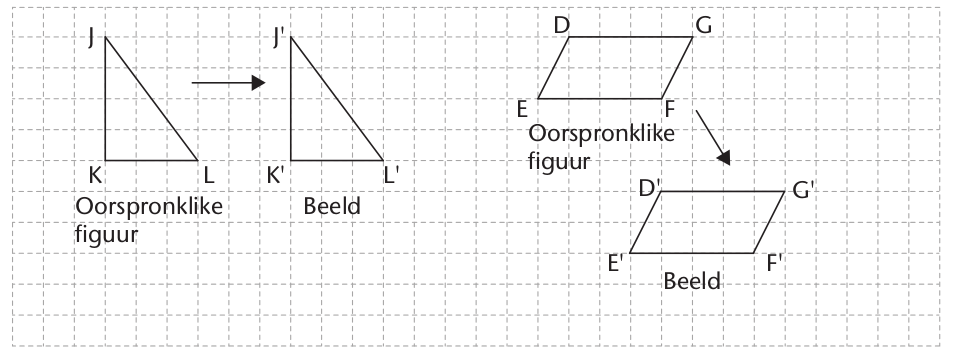 J
J'
K
L
K'
L'
Oorspronklike
figuur
Beeld
D
G
E
F
Oorspronklike
figuur
D'
G'
E'
F'
Beeld